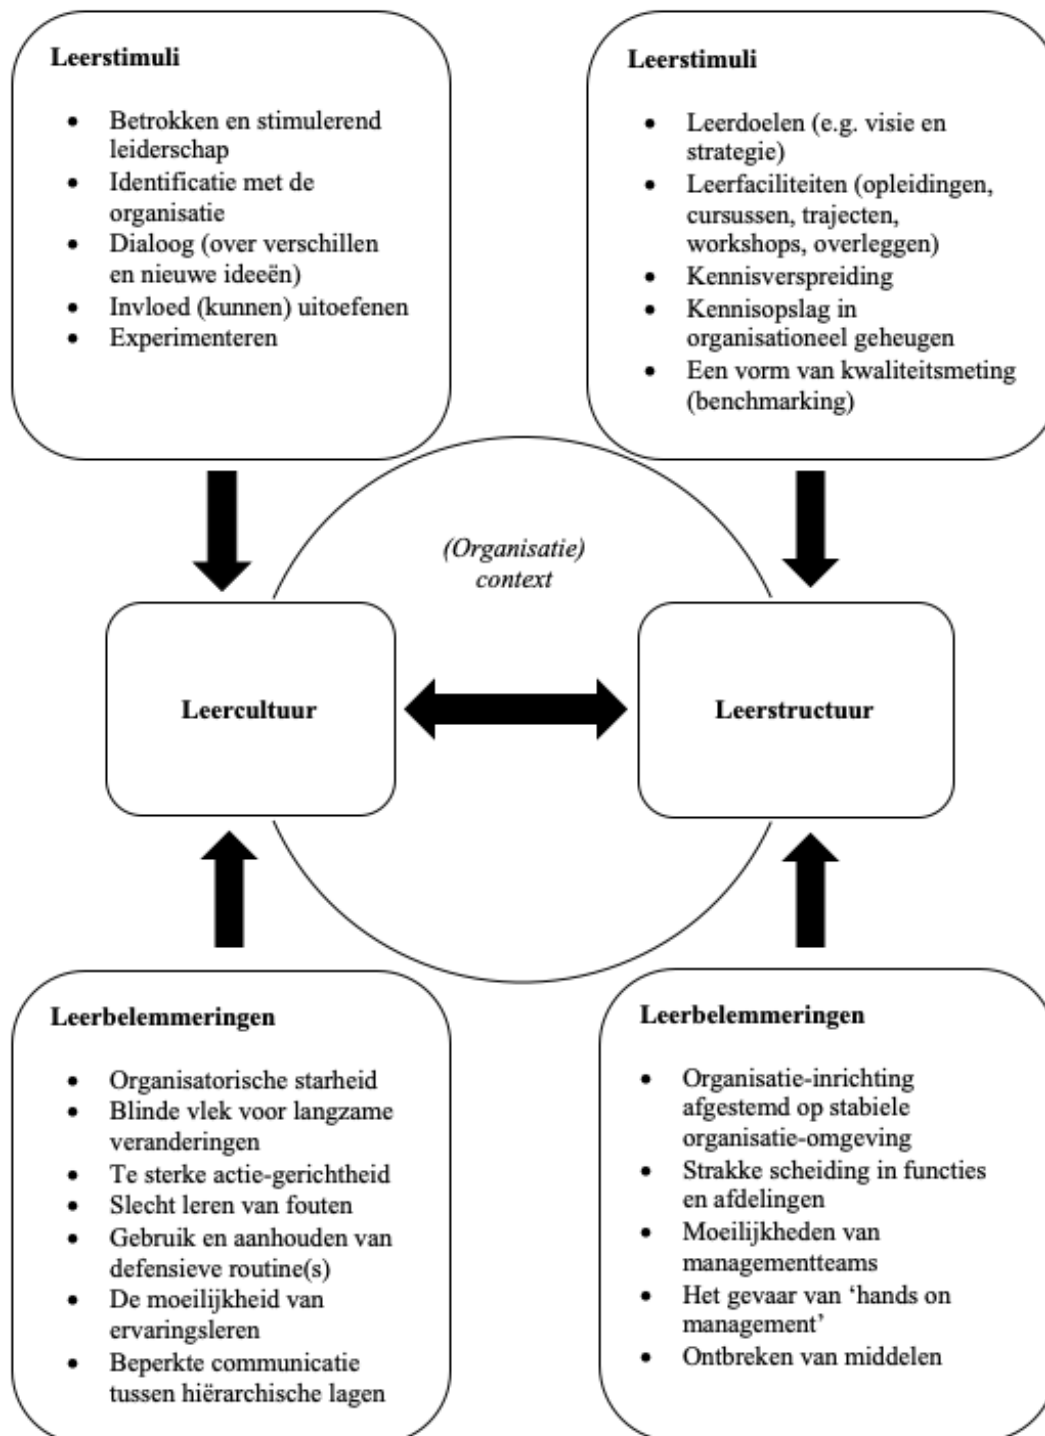 Leerstimuli
• Betrokken en stimulerend
leiderschap
• Identificatie met de
organisatie
• Dialoog (over verschillen
en nieuwe ideeën)
• Invloed (kunnen) uitoefenen
• Experimenteren
Leerstimuli
• Leerdoelen (e.g. visie en
strategie)
• Leerfaciliteiten (opleidingen,
cursussen, trajecten,
workshops, overleggen)
• Kennisverspreiding
• Kennisopslag in
organisationeel geheugen
• Een vorm van kwaliteitsmeting
(benchmarking)
(Organisatie)
context
Leercultuur
Leerstructuur
Leerbelemmeringen
• Organisatorische starheid
• Blinde vlek voor langzame
veranderingen
• Te sterke actie-gerichtheid
• Slecht leren van fouten
• Gebruik en aanhouden van
defensieve routine(s)
• De moeilijkheid van
ervaringsleren
• Beperkte communicatie
tussen hiërarchische lagen
Leerbelemmeringen
• Organisatie-inrichting
afgestemd op stabiele
organisatie-omgeving
• Strakke scheiding in functies
en afdelingen
• Moeilijkheden van
managementteams
• Het gevaar van ‘hands on
management’
• Ontbreken van middelen